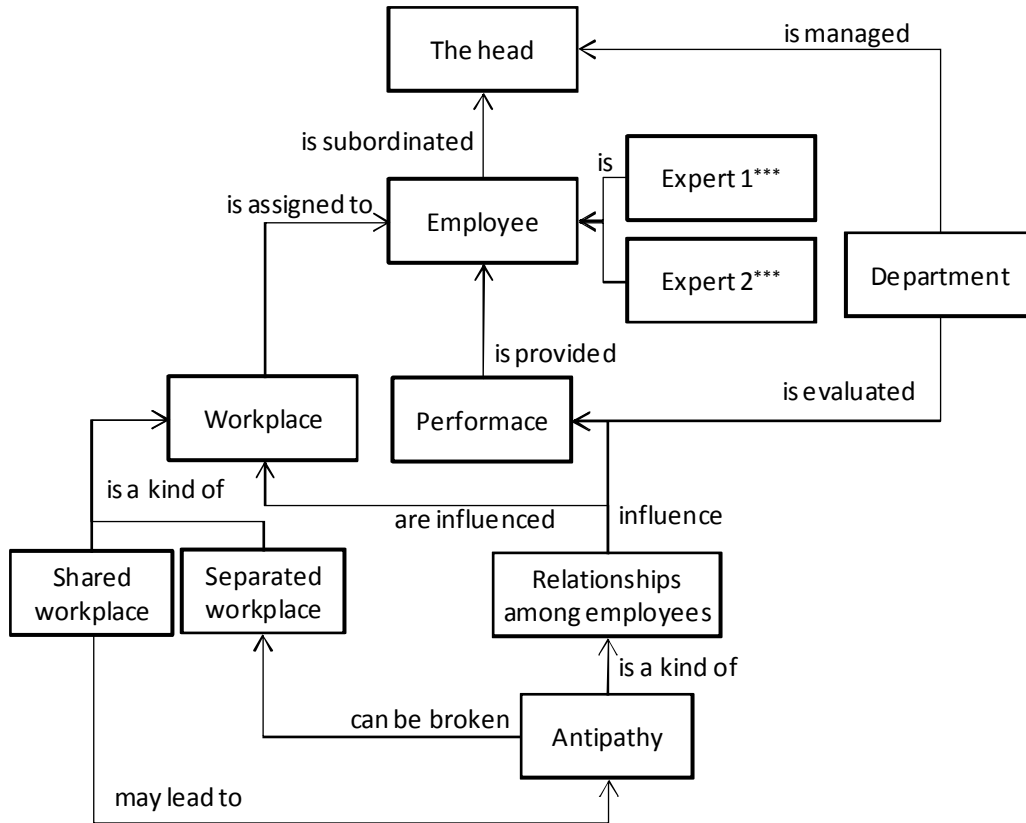 The head
is managed
is subordinated
is
Expert 1***
is assigned to
Employee
Expert 2***
Department
is provided
is evaluated
Workplace
Performace
is a kind of
are influenced
influence
Shared
workplace
Separated
workplace
Relationships
among employees
is a kind of
can be broken
Antipathy
may lead to